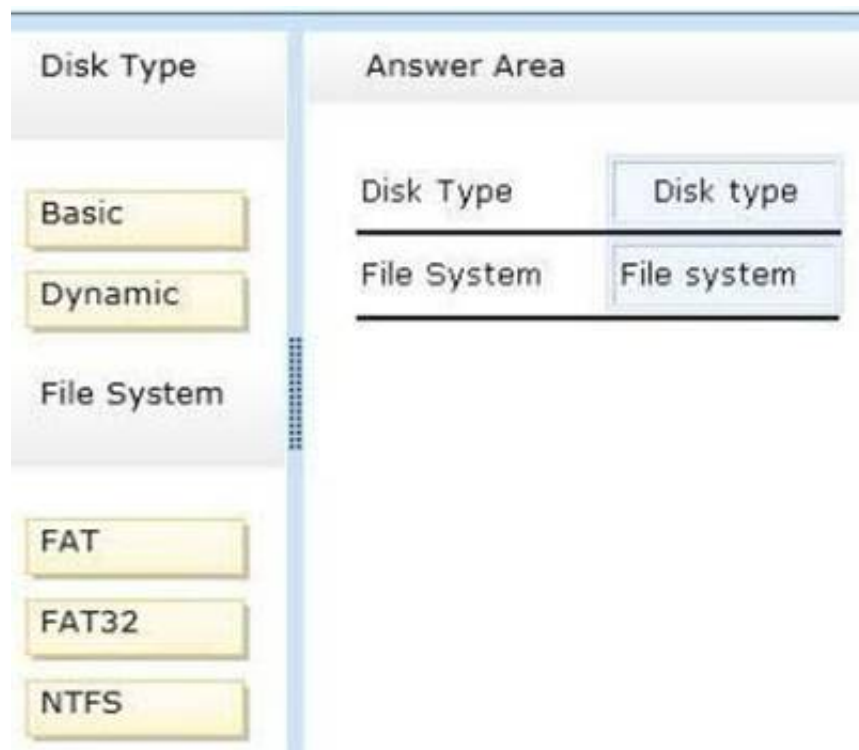 Disk Type
Basic
Dynamic
File System
FAT
FAT32
NTFS
Answer Area
Disk Type Disk type
File System File system